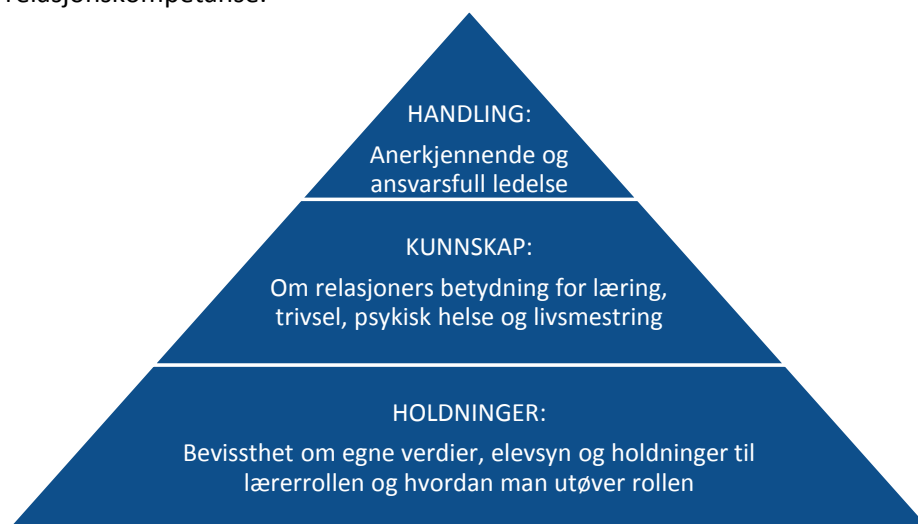 relasjonskompetanse.
HANDLING:
Anerkjennende og
ansvarsfull ledelse
KUNNSKAP:
Om relasjoners betydning for læring,
trivsel, psykisk helse og livsmestring
HOLDNINGER:
Bevissthet om egne verdier, elevsyn og holdninger til
lærerrollen og hvordan man utøver rollen